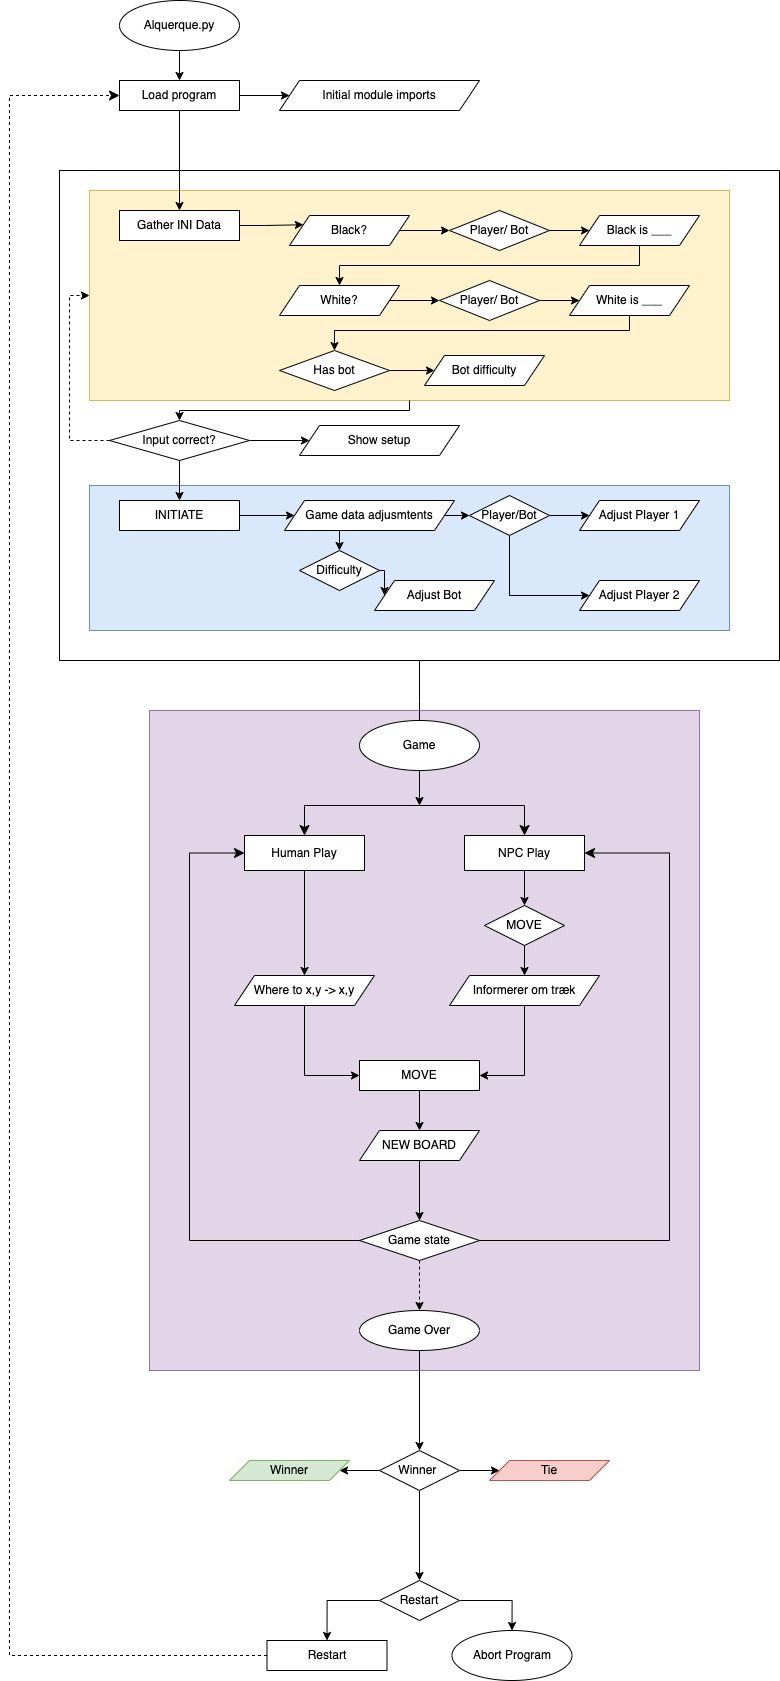 Alquerque.py
Load program
Initial module imports
Gather INI Data
Black?
Player/ Bot
Black is ___
White?
Player/ Bot
White is ___
Has bot
Bot difficulty
Input correct?
Show setup
INITIATE
Game data adjusmtents
Player/Bot
Adjust Player 1
Difficulty
Adjust Bot
Adjust Player 2
Game
Human Play
NPC Play
MOVE
Where to x,y -> x,y
Informerer om træk
MOVE
NEW BOARD
Game state
Game Over
Winner
Winner
Tie
Restart
Restart
Abort Program